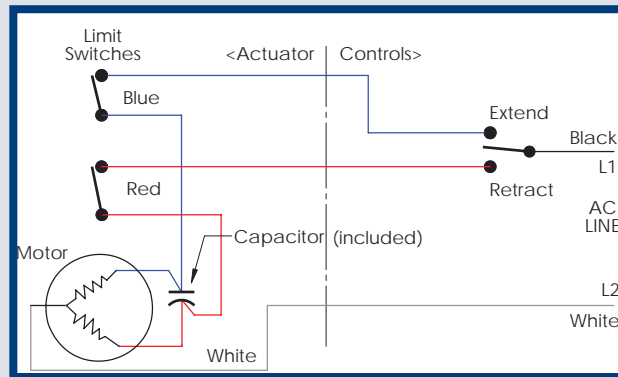 Limit
Switches
<Actuator
Controls>
Blue
Extend
Black
L1
Red
Retract
AC
LINE
Capacitor (included)
Motor
L2
White
White